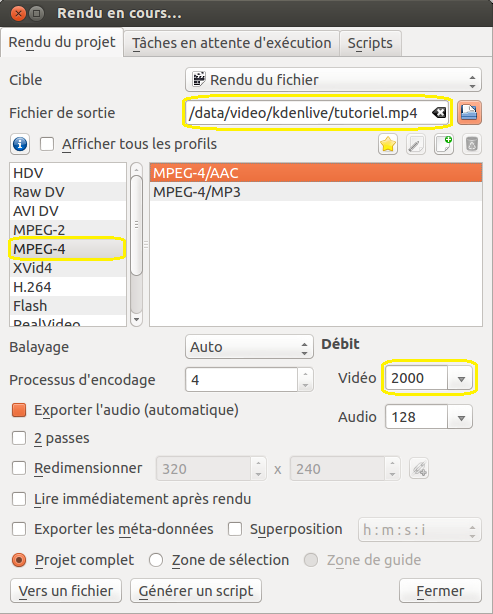 Rendu en cours...
Rendu du projet Tâches en attente d'exécution Scripts
Cible Rendu du fichier
Fichier de sortie /data/video/kdenlive/tutoriel.mp4
Afficher tous les profils
HDV MPEG-4/AAC
Raw DV MPEG-4/MP3
AVI DV
MPEG-2
MPEG-4
XVid4
H.264
Flash
RealVideo
Balayage Auto Débit
Processus d'encodage 4 Vidéo 2000
Exporter l'audio (automatique) Audio 128
2 passes
Redimensionner 320 x 240
Lire immédiatement après rendu
Exporter les méta-données Superposition h : m : s : i
Projet complet Zone de sélection Zone de guide
Vers un fichier Générer un script Fermer